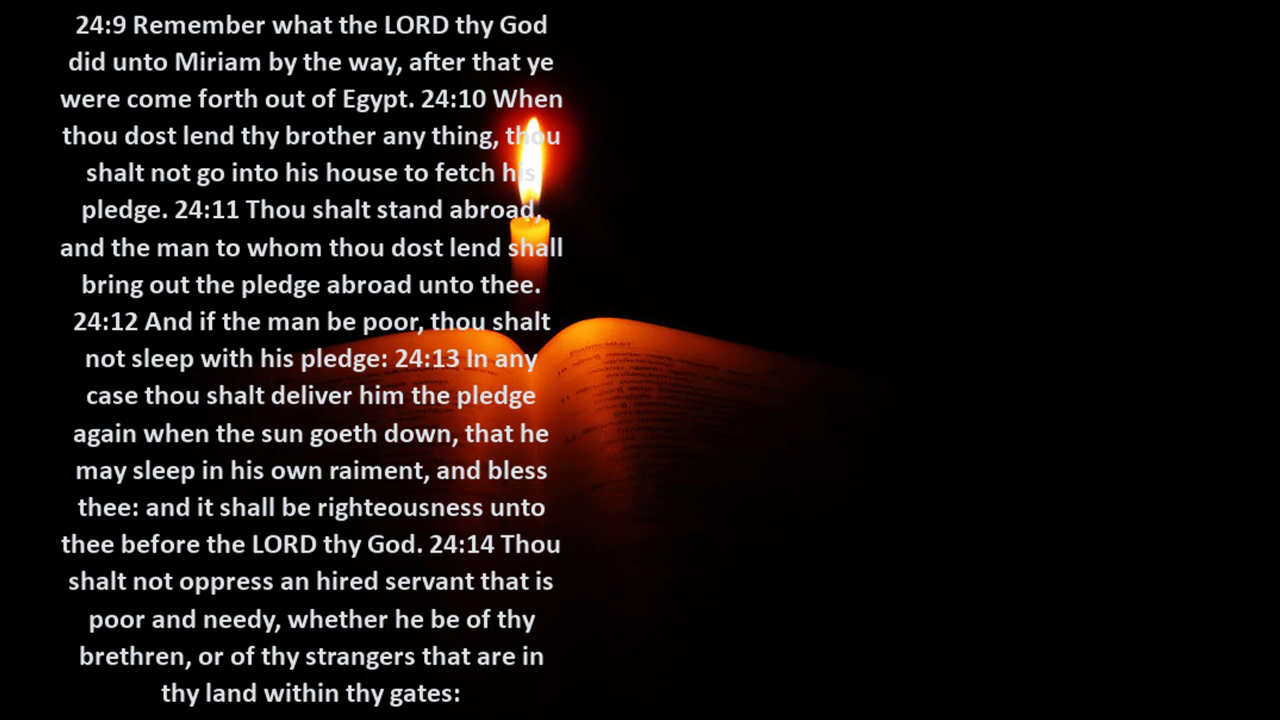 24:9 Remember what the LORD thy God
did unto Miriam by the way, after that ye
were come forth out of Egypt. 24:10 When
thou dost lend thy brother any thing, thou
shalt not go into his house to fetch his
pledge. 24:11 Thou shalt stand abroad,
and the man to whom thou dost lend shall
bring out the pledge abroad unto thee.
24:12 And if the man be poor, thou shalt
not sleep with his pledge: 24:13 In any
case thou shalt deliver him the pledge
again when the sun goeth down, that he
may sleep in his own raiment, and bless
thee: and it shall be righteousness unto
thee before the LORD thy God. 24:14 Thou
shalt not oppress an hired servant that is
poor and needy, whether he be of thy
brethren, or of thy strangers that are in
thy land within thy gates: